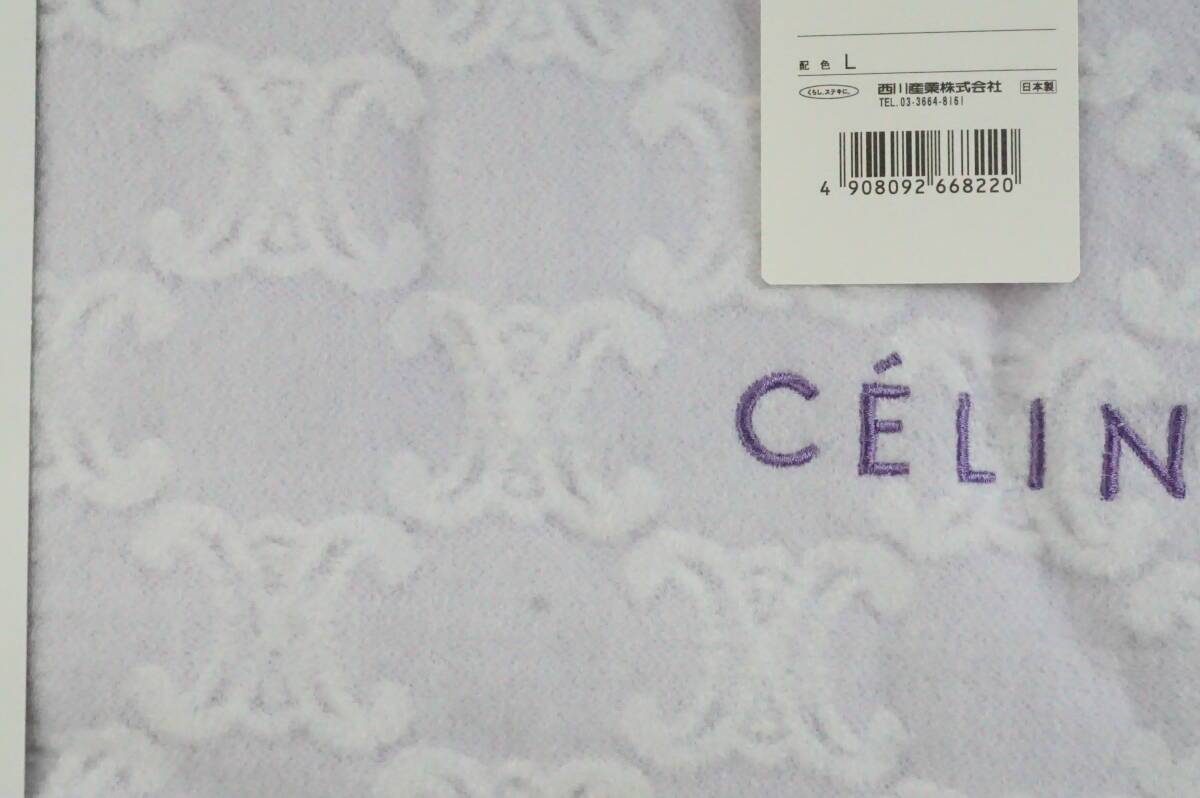 配色 L
くらし、ステキに。 西川産業株式会社 日本製
TEL.03-3664-8161
4 908092 668220
CÉLIN